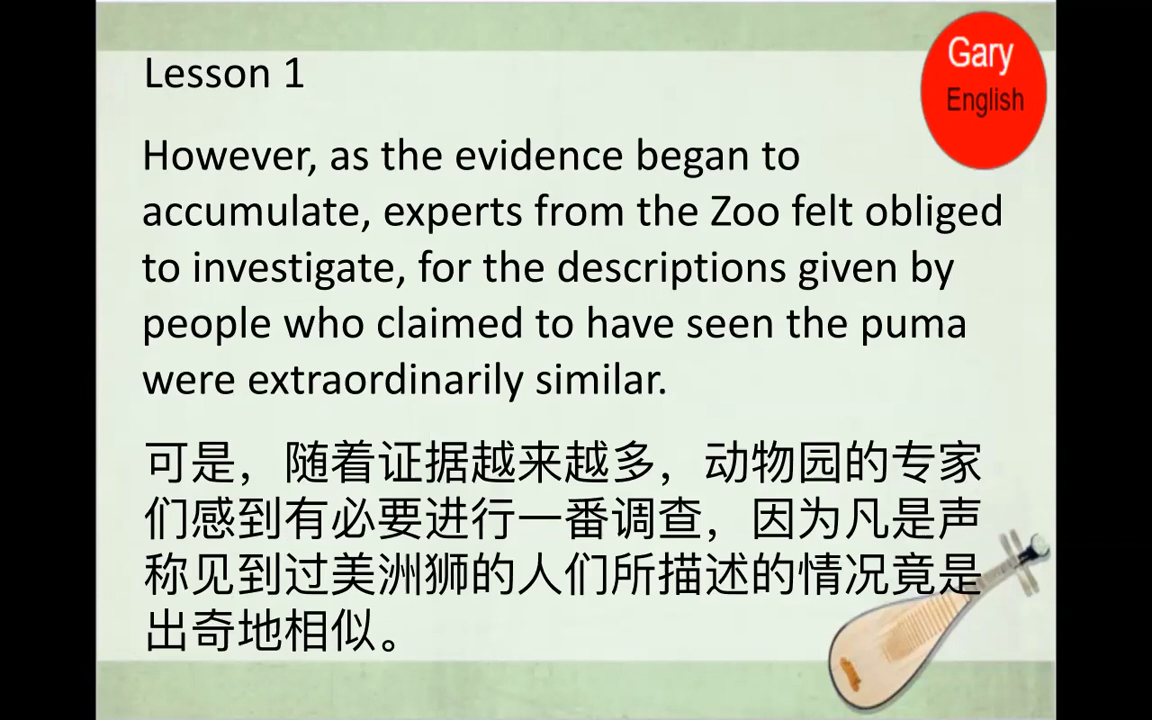 Lesson 1
Gary
English
However, as the evidence began to
accumulate, experts from the Zoo felt obliged
to investigate, for the descriptions given by
people who claimed to have seen the puma
were extraordinarily similar.
可是，随着证据越来越多，动物园的专家
们感到有必要进行一番调查，因为凡是声
称见到过美洲狮的人们所描述的情况竟是
出奇地相似。